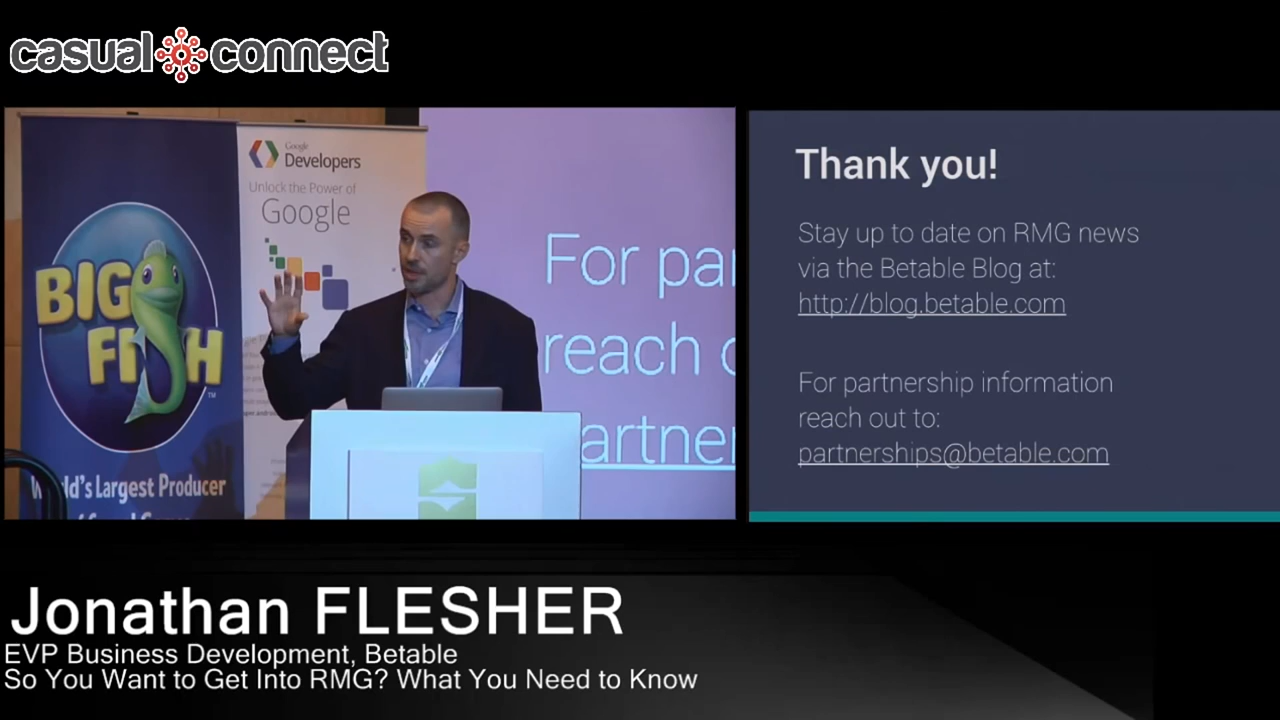 casual connect
Google
Developers
Unlock the Power of
Google
BIG
FISH
TM
World's Largest Producer
For par
reach
artner
Thank you!
Stay up to date on RMG news
via the Betable Blog at:
http://blog.betable.com
For partnership information
reach out to:
partnerships@betable.com
Jonathan FLESHER
EVP Business Development, Betable
So You Want to Get Into RMG? What You Need to Know